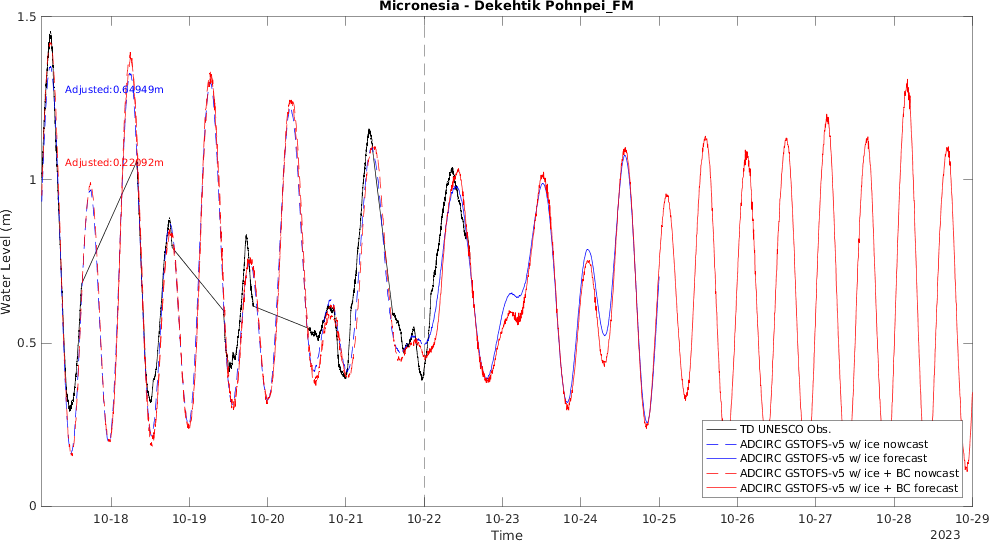 Micronesia - Dekehtik Pohnpei_FM
1.5
1
0.5
0
Water Level (m)
Adjusted:0.64949m
Adjusted:0.22092m
TD UNESCO Obs.
ADCIRC GSTOFS-v5 w/ ice nowcast
ADCIRC GSTOFS-v5 w/ ice forecast
ADCIRC GSTOFS-v5 w/ ice + BC nowcast
ADCIRC GSTOFS-v5 w/ ice + BC forecast
10-18 10-19 10-20 10-21 10-22 10-23 10-24 10-25 10-26 10-27 10-28 10-29
Time
2023